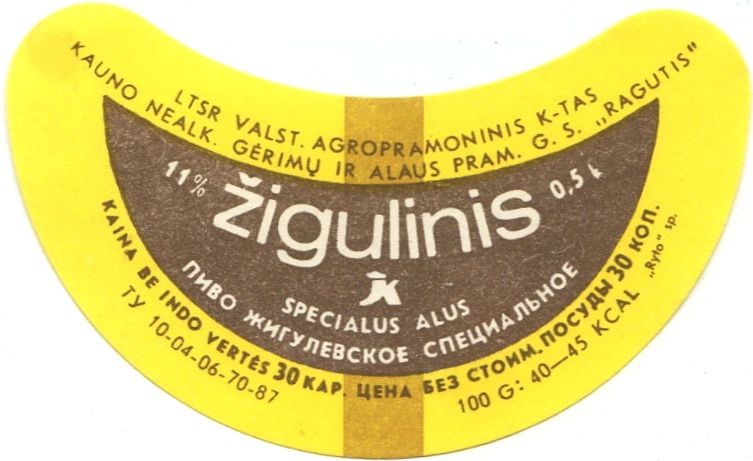 LTSR VALST. AGROPRAMONINIS K-TAS
KAUNO NEALK. GĖRIMŲ IR ALAUS PRAM. G. S. „RAGUTIS"
11% žigulinis 0,5 l
SPECIALUS ALUS
ПИВО ЖИГУЛЕВСКОЕ СПЕЦИАЛЬНОЕ
KAINA BE INDO VERTĖS 30 KAP. ЦЕНА БЕЗ СТОИМ. ПОСУДЫ 30 КОП.
ТУ 10-04-06-70-87 100 G: 40—45 KCAL „Ryto" sp.